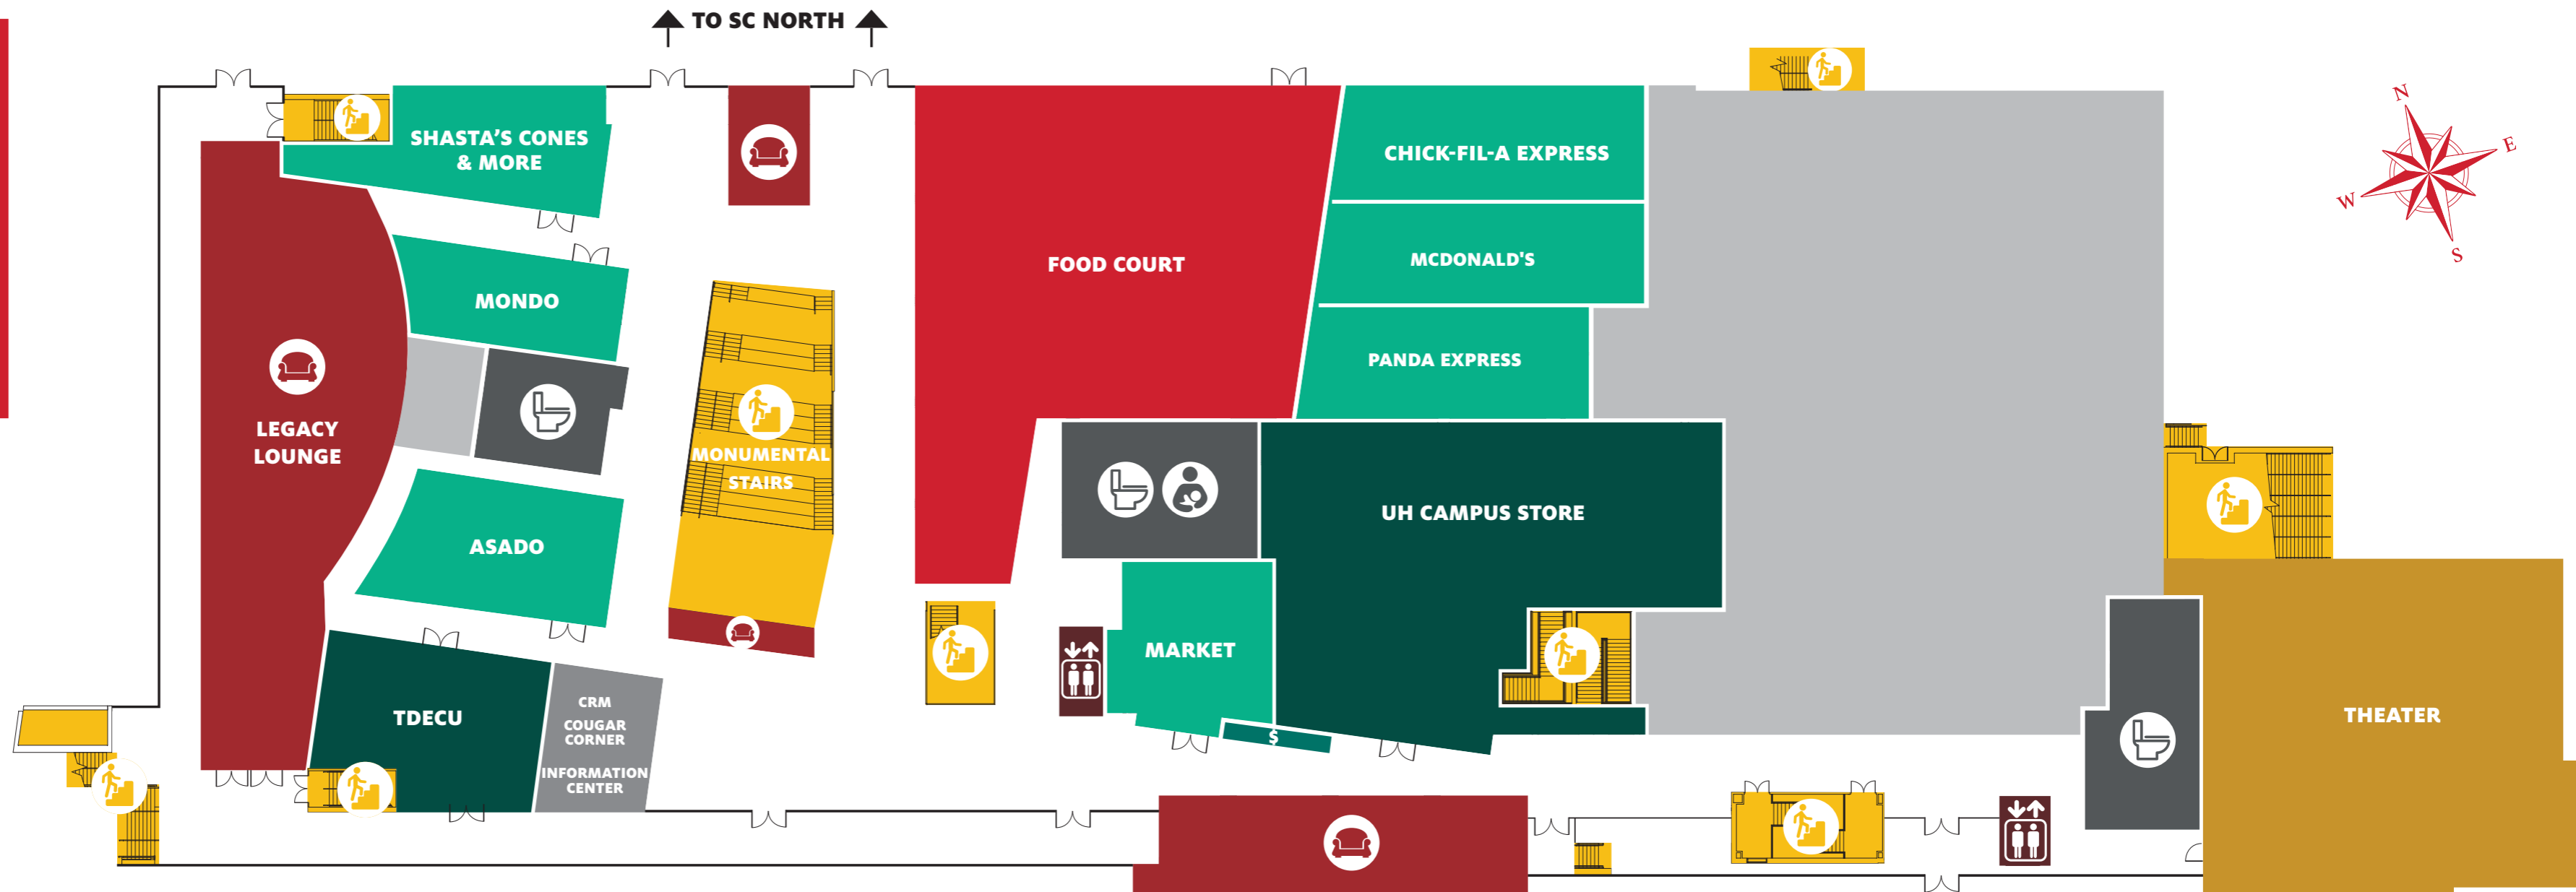 TO SC NORTH
SHASTA'S CONES
& MORE
CHICK-FIL-A EXPRESS
N
E
W
S
FOOD COURT
MCDONALD'S
MONDO
PANDA EXPRESS
LEGACY
LOUNGE
MONUMENTAL
STAIRS
UH CAMPUS STORE
ASADO
MARKET
CRM
COUGAR
CORNER
TDECU
THEATER
$
INFORMATION
CENTER